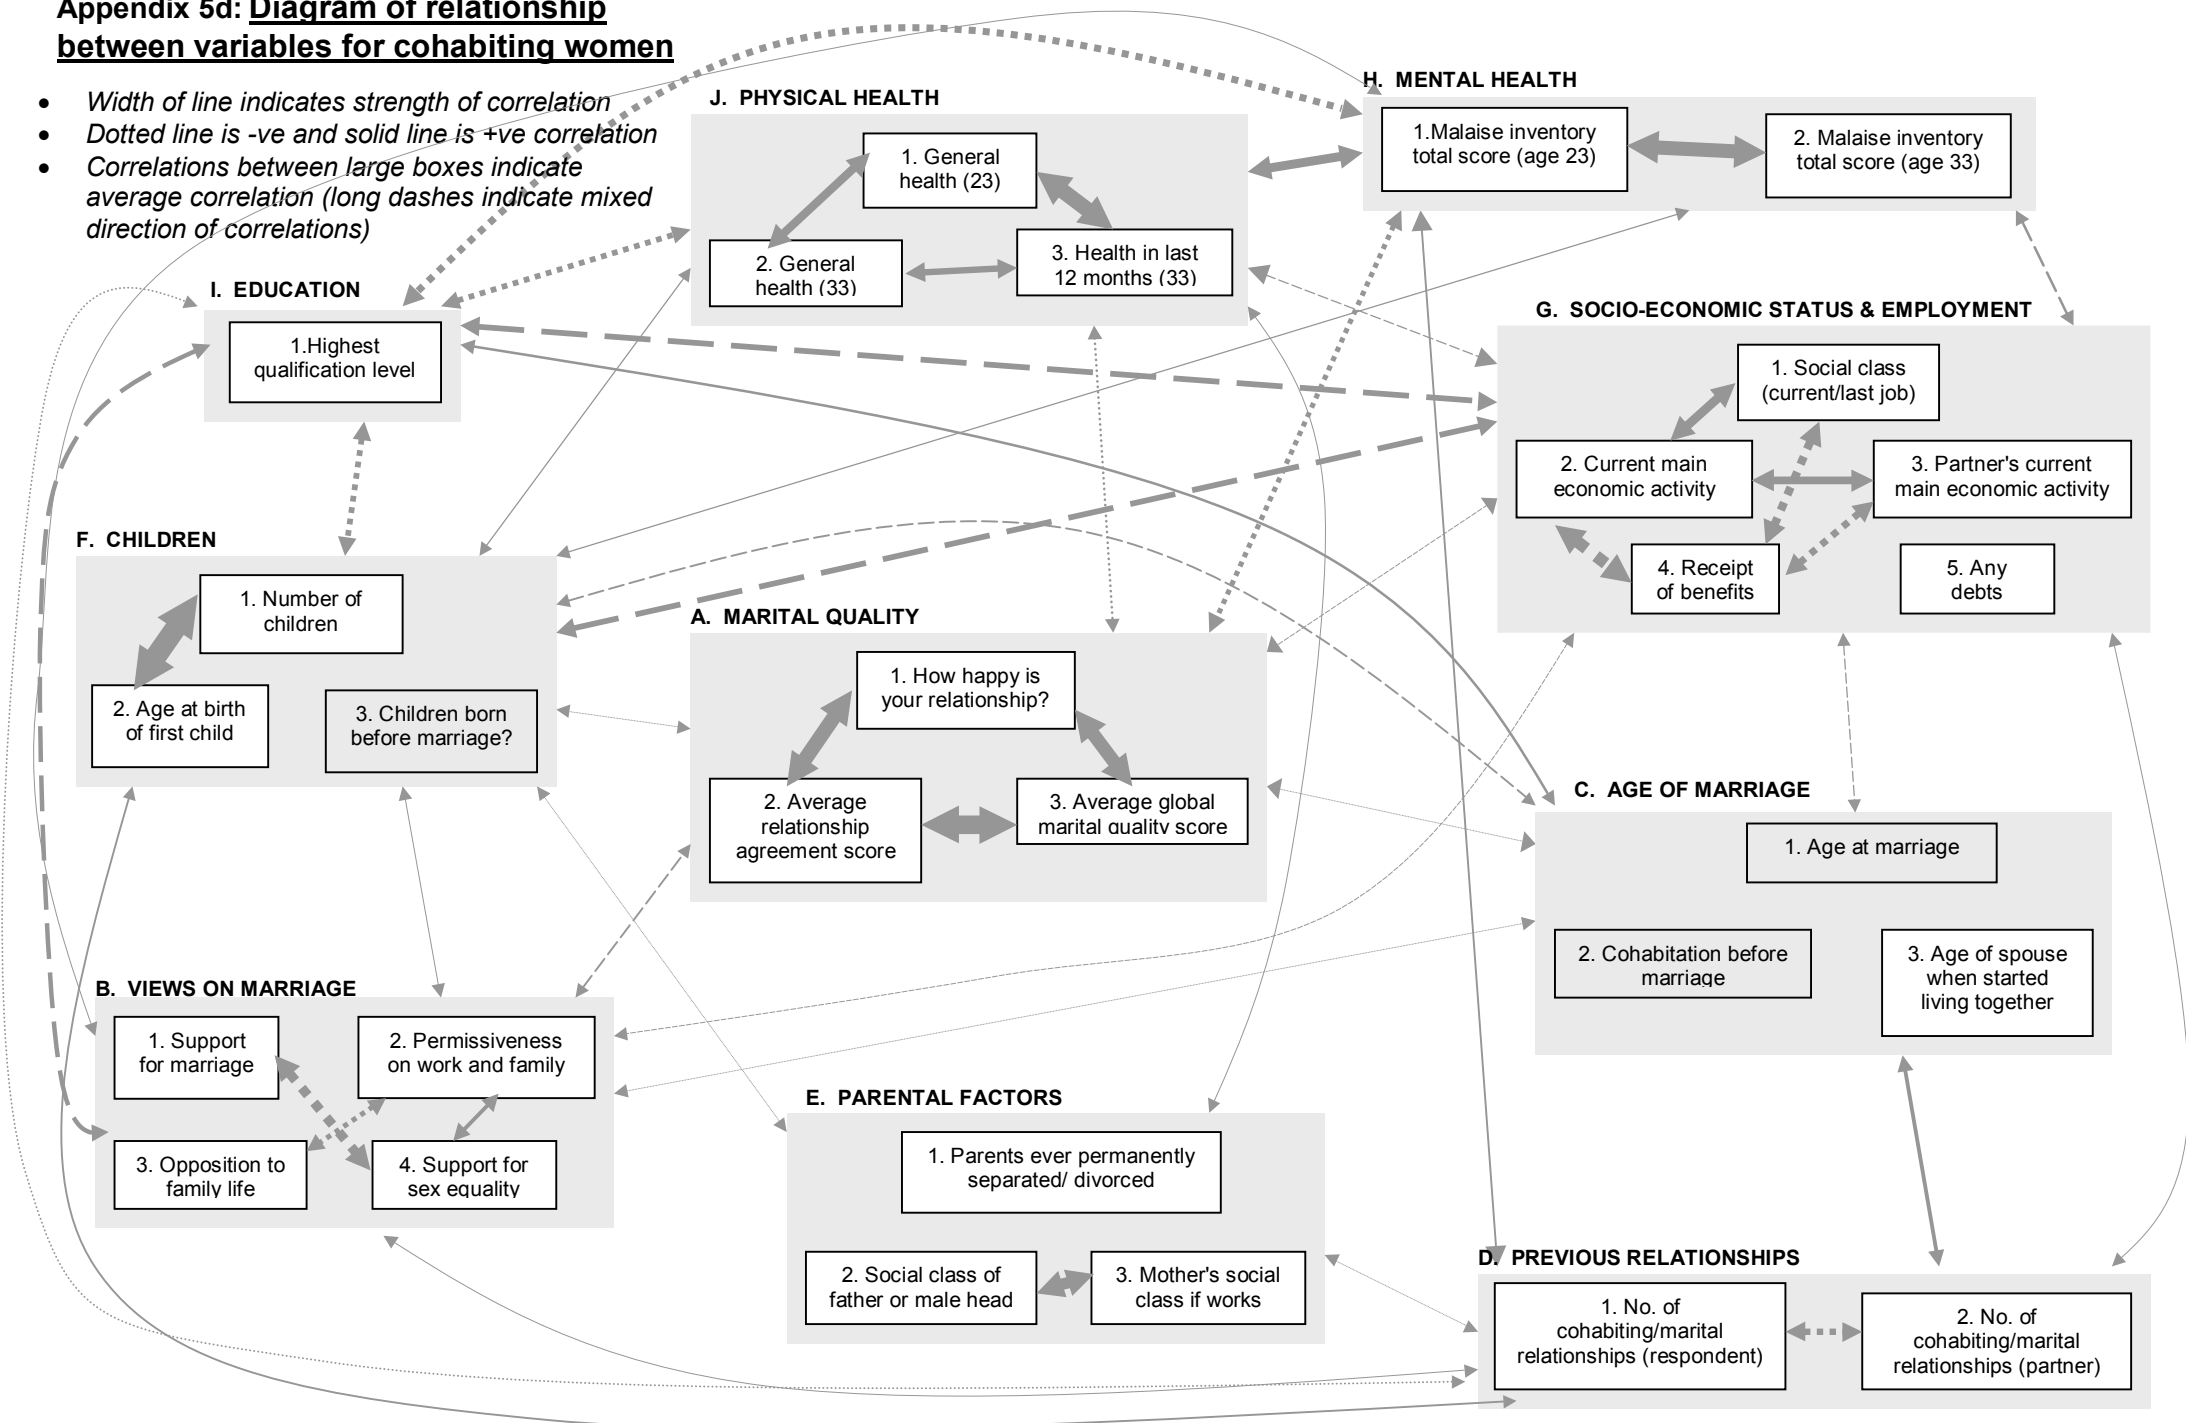 Appendix 5d: Diagram of relationship
between variables for cohabiting women
• Width of line indicates strength of correlation
• Dotted line is -ve and solid line is +ve correlation
• Correlations between large boxes indicate
average correlation (long dashes indicate mixed
direction of correlations)
J. PHYSICAL HEALTH
1. General
health (23)
2. General
health (33)
3. Health in last
12 months (33)
H. MENTAL HEALTH
1.Malaise inventory
total score (age 23)
2. Malaise inventory
total score (age 33)
I. EDUCATION
1.Highest
qualification level
G. SOCIO-ECONOMIC STATUS & EMPLOYMENT
1. Social class
(current/last job)
2. Current main
economic activity
3. Partner's current
main economic activity
4. Receipt
of benefits
5. Any
debts
F. CHILDREN
1. Number of
children
2. Age at birth
of first child
3. Children born
before marriage?
A. MARITAL QUALITY
1. How happy is
your relationship?
2. Average
relationship
agreement score
3. Average global
marital quality score
C. AGE OF MARRIAGE
1. Age at marriage
2. Cohabitation before
marriage
3. Age of spouse
when started
living together
B. VIEWS ON MARRIAGE
1. Support
for marriage
2. Permissiveness
on work and family
3. Opposition to
family life
4. Support for
sex equality
E. PARENTAL FACTORS
1. Parents ever permanently
separated/ divorced
2. Social class of
father or male head
3. Mother's social
class if works
D. PREVIOUS RELATIONSHIPS
1. No. of
cohabiting/marital
relationships (respondent)
2. No. of
cohabiting/marital
relationships (partner)